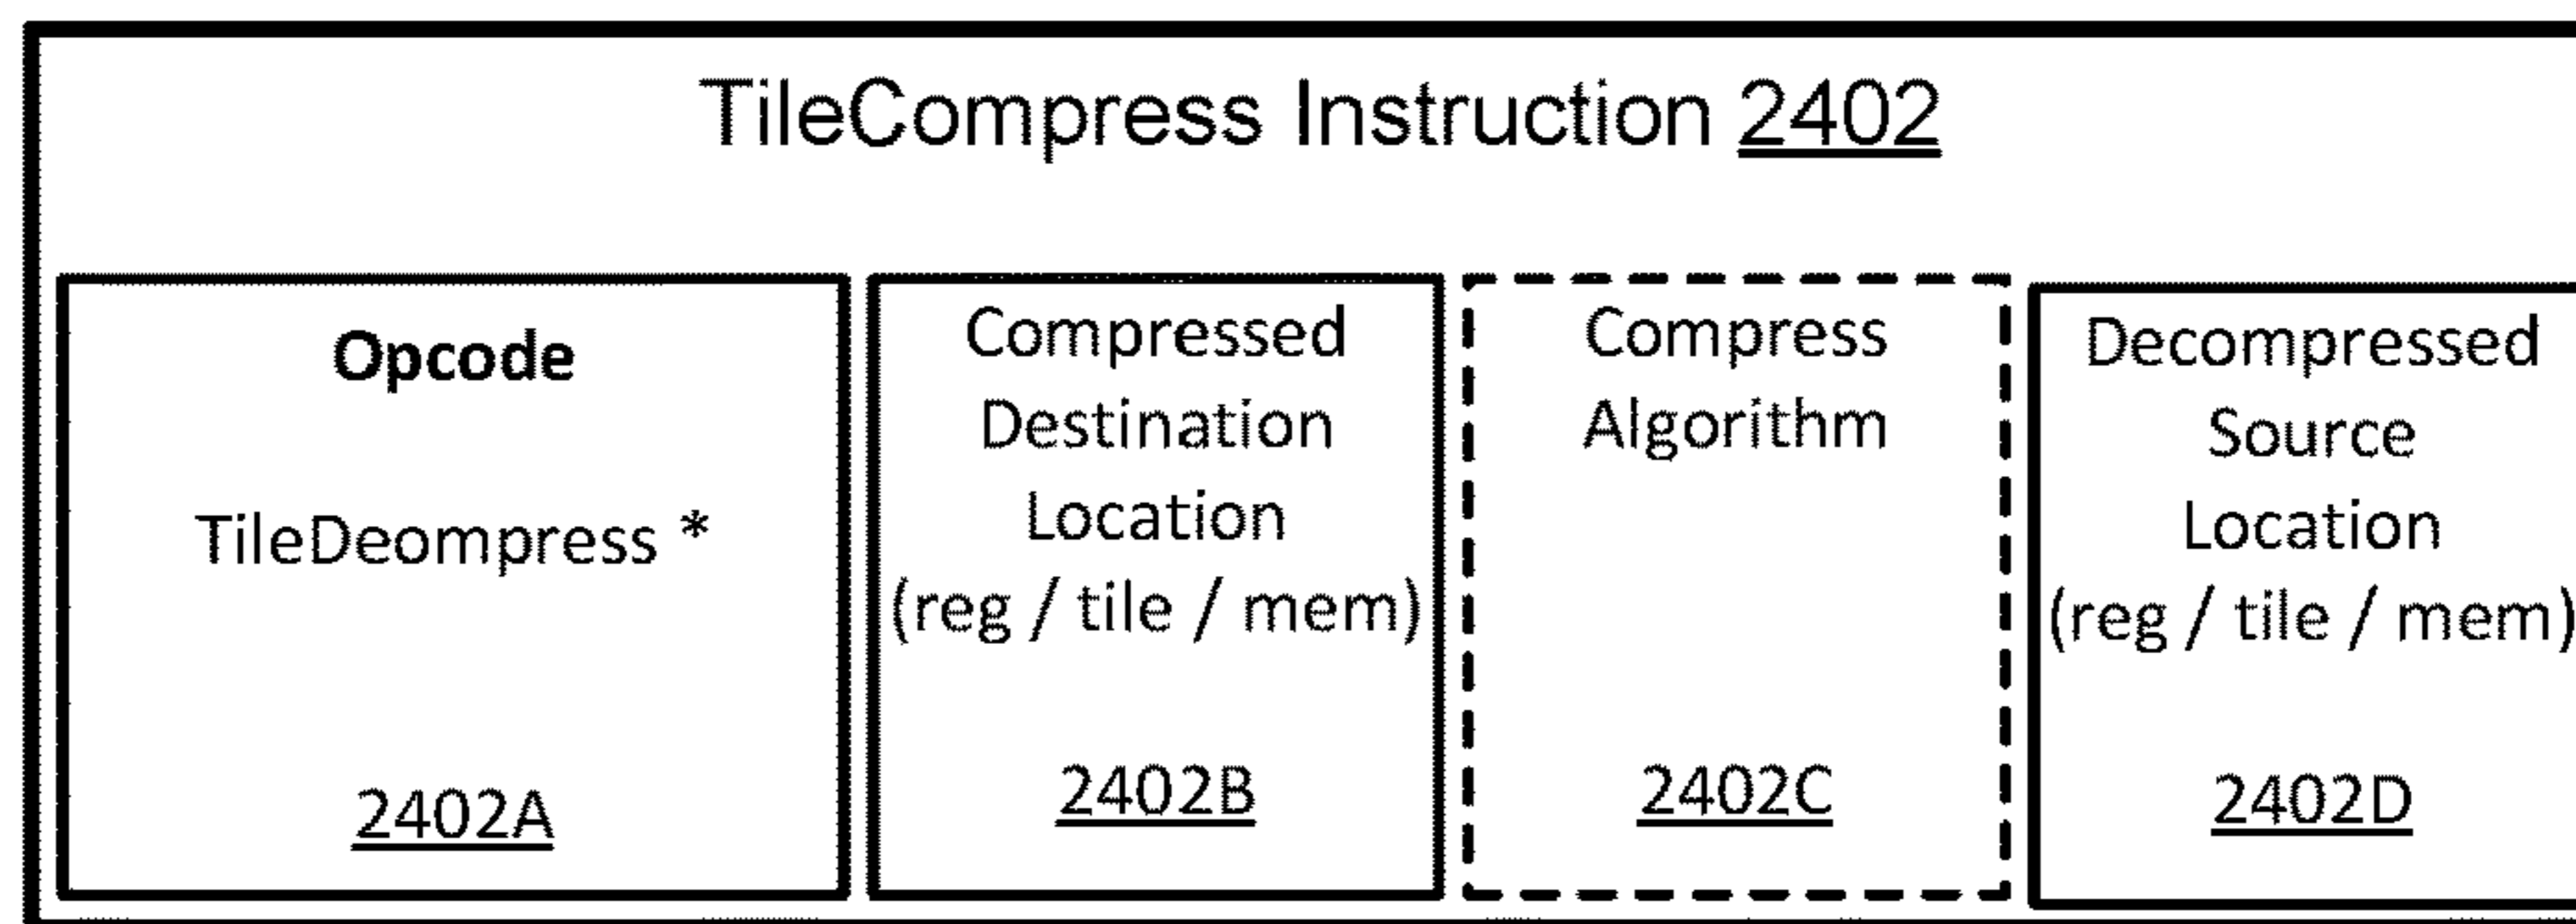 TileCompress Instruction 2402
Opcode
TileDeompress *
2402A
Compressed
Destination
Location
(reg / tile / mem)
2402B
Compress
Algorithm
2402C
Decompressed
Source
Location
(reg / tile / mem)
2402D